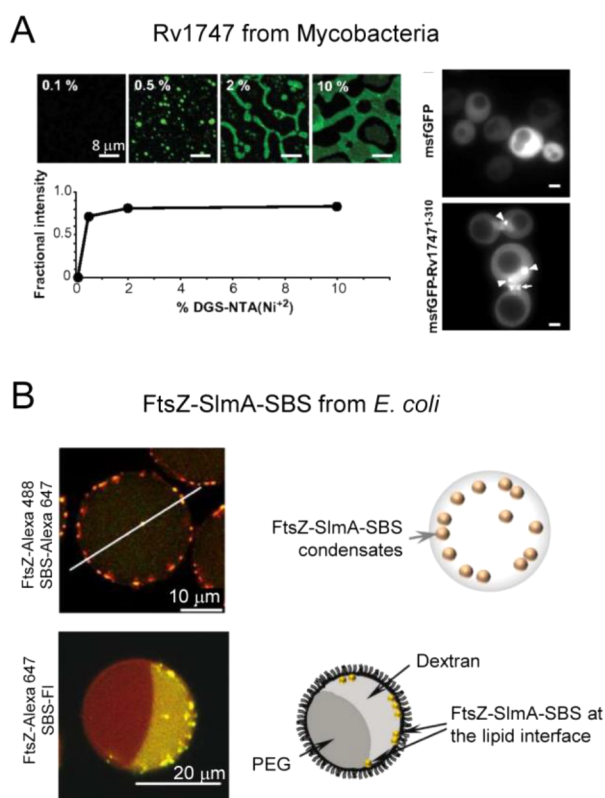 A
Rv1747 from Mycobacteria
0.1 %
0.5 %
2 %
10 %
8 μm
Fractional intensity
1.0
0.5
0
0
2
4
6
8
10
% DGS-NTA(Ni⁺²)
msfGFP
msfGFP-Rv1747¹⁻³¹⁰
B
FtsZ-SlmA-SBS from E. coli
FtsZ-Alexa 488
SBS-Alexa 647
10 μm
FtsZ-SlmA-SBS
condensates
FtsZ-Alexa 647
SBS-Fl
20 μm
Dextran
FtsZ-SlmA-SBS at
the lipid interface
PEG